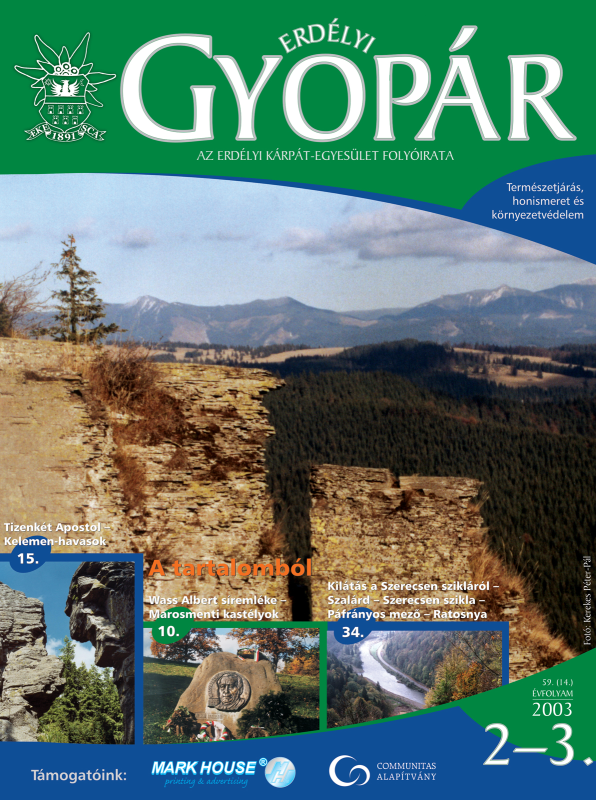 ERDÉLYI
GYOPÁR
EKE 1891 SCA
AZ ERDÉLYI KÁRPÁT-EGYESÜLET FOLYÓIRATA
Természetjárás,
honismeret és
környezetvédelem
Tizenkét Apostol –
Kelemen-havasok
15.
A tartalomból
Wass Albert síremléke –
Marosmenti kastélyok
10.
Kilátás a Szerecsen szikláról –
Szalárd – Szerecsen szikla –
Páfrányos mező – Ratosnya
34.
Fotó: Kerekes Péter-Pál
59. (14.)
ÉVFOLYAM
2003
2–3.
Támogatóink:
MARK HOUSE®
printing & advertising
COMMUNITAS
ALAPÍTVÁNY